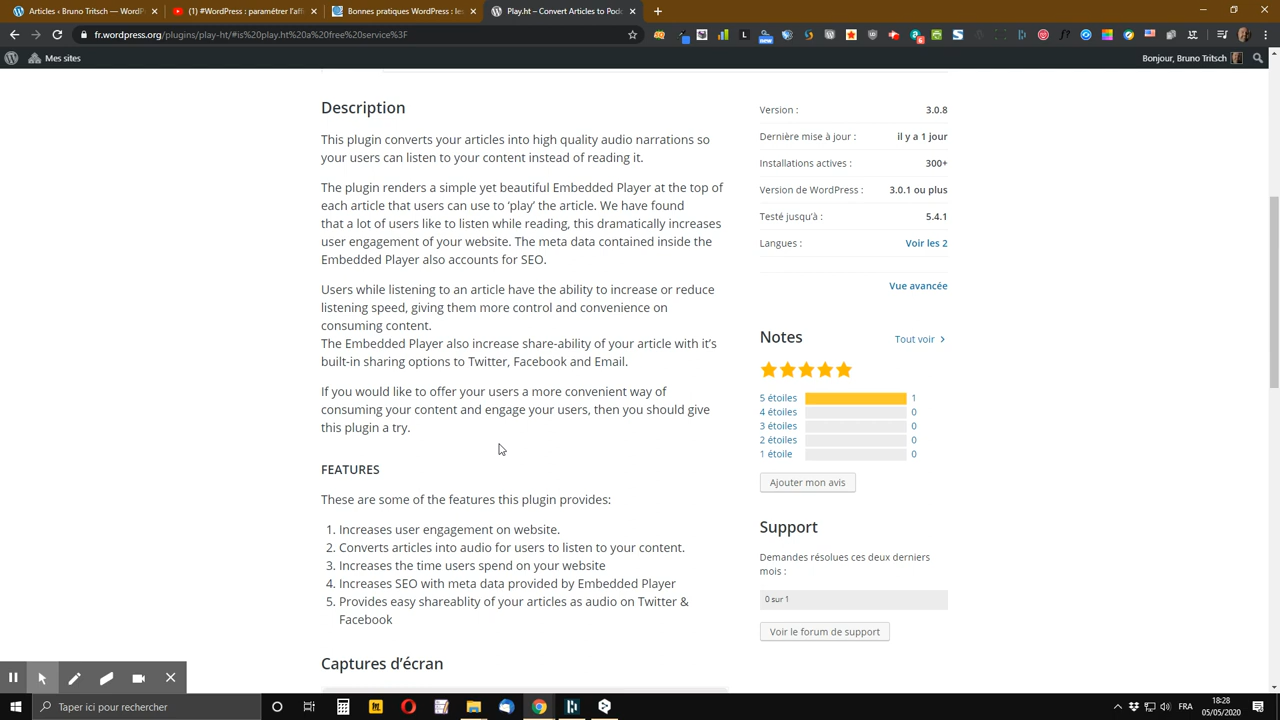 Articles ‹ Bruno Tritsch — WordP
(1) #WordPress : paramétrer l'aff
Bonnes pratiques WordPress : les
Play.ht – Convert Articles to Podc
fr.wordpress.org/plugins/play-ht/#is%20play.ht%20a%20free%20service%3F
Mes sites
Bonjour, Bruno Tritsch
Description
This plugin converts your articles into high quality audio narrations so
your users can listen to your content instead of reading it.
The plugin renders a simple yet beautiful Embedded Player at the top of
each article that users can use to 'play' the article. We have found
that a lot of users like to listen while reading, this dramatically increases
user engagement of your website. The meta data contained inside the
Embedded Player also accounts for SEO.
Users while listening to an article have the ability to increase or reduce
listening speed, giving them more control and convenience on
consuming content.
The Embedded Player also increase share-ability of your article with it's
built-in sharing options to Twitter, Facebook and Email.
If you would like to offer your users a more convenient way of
consuming your content and engage your users, then you should give
this plugin a try.
FEATURES
These are some of the features this plugin provides:
1. Increases user engagement on website.
2. Converts articles into audio for users to listen to your content.
3. Increases the time users spend on your website
4. Increases SEO with meta data provided by Embedded Player
5. Provides easy shareablity of your articles as audio on Twitter &
Facebook
Captures d'écran
Version : 3.0.8
Dernière mise à jour : il y a 1 jour
Installations actives : 300+
Version de WordPress : 3.0.1 ou plus
Testé jusqu'à : 5.4.1
Langues : Voir les 2
Vue avancée
Notes Tout voir
5 étoiles 1
4 étoiles 0
3 étoiles 0
2 étoiles 0
1 étoile 0
Ajouter mon avis
Support
Demandes résolues ces deux derniers
mois :
0 sur 1
Voir le forum de support
Taper ici pour rechercher
FRA
18:28
05/05/2020